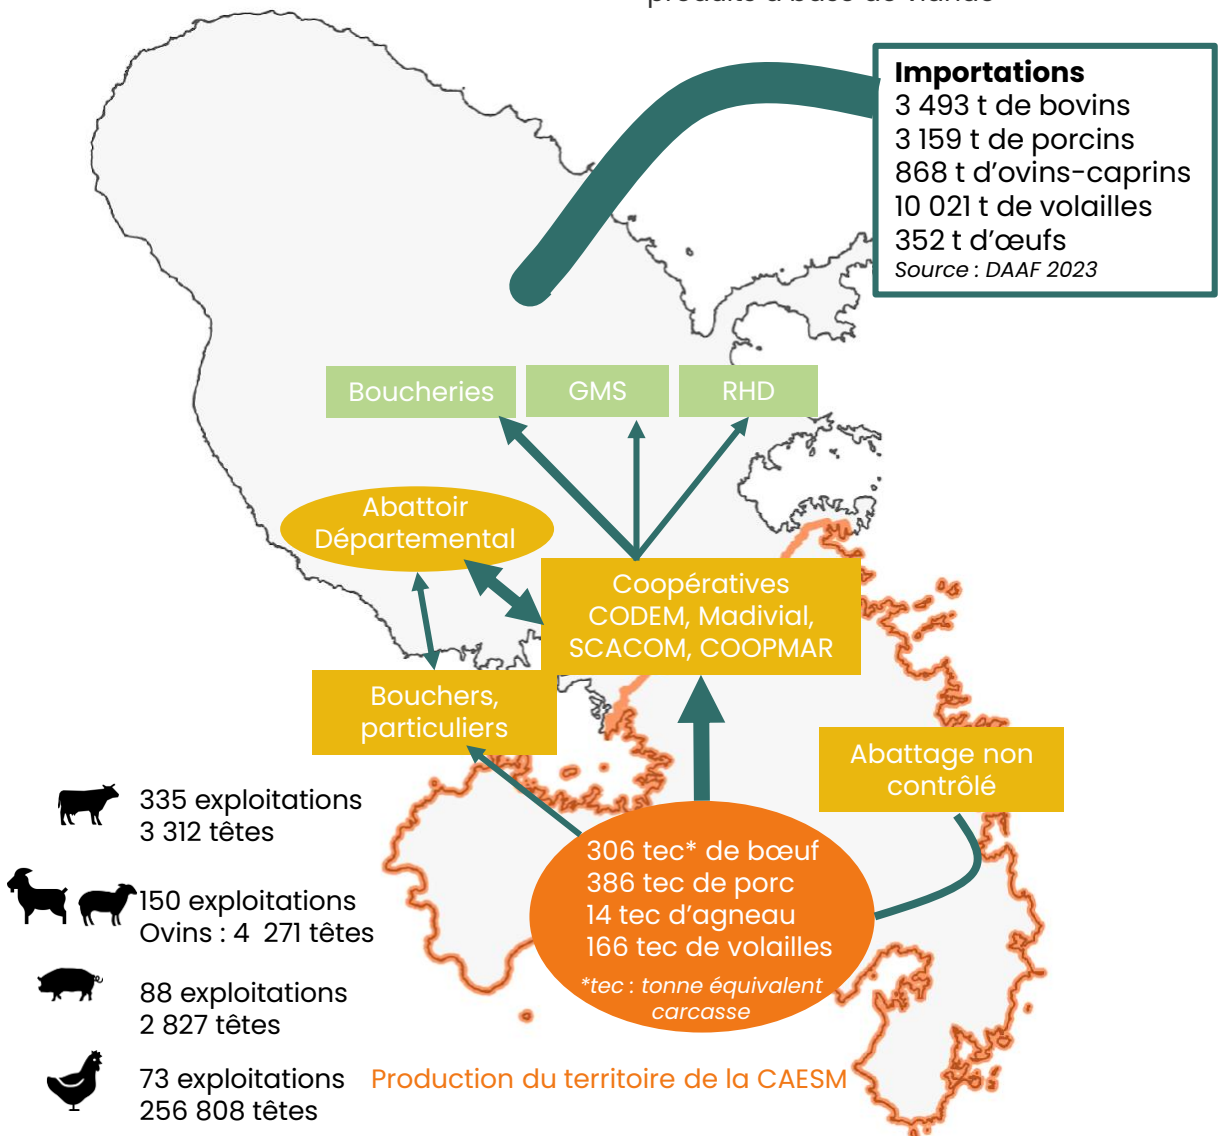 produits à base de viande
Importations
3 493 t de bovins
3 159 t de porcins
868 t d’ovins-caprins
10 021 t de volailles
352 t d’œufs
Source : DAAF 2023
Boucheries
GMS
RHD
Abattoir
Départemental
Coopératives
CODEM, Madivial,
SCACOM, COOPMAR
Bouchers,
particuliers
Abattage non
contrôlé
335 exploitations
3 312 têtes
150 exploitations
Ovins : 4 271 têtes
88 exploitations
2 827 têtes
73 exploitations
256 808 têtes
306 tec* de bœuf
386 tec de porc
14 tec d’agneau
166 tec de volailles
*tec : tonne équivalent
carcasse
Production du territoire de la CAESM